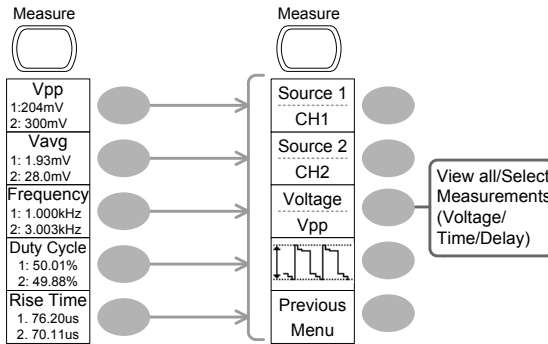 Measure
Vpp
1:204mV
2: 300mV
Vavg
1: 1.93mV
2: 28.0mV
Frequency
1: 1.000kHz
2: 3.003kHz
Duty Cycle
1: 50.01%
2: 49.88%
Rise Time
1. 76.20us
2. 70.11us
Measure
Source 1
CH1
Source 2
CH2
Voltage
Vpp
Previous
Menu
View all/Select
Measurements
(Voltage/
Time/Delay)